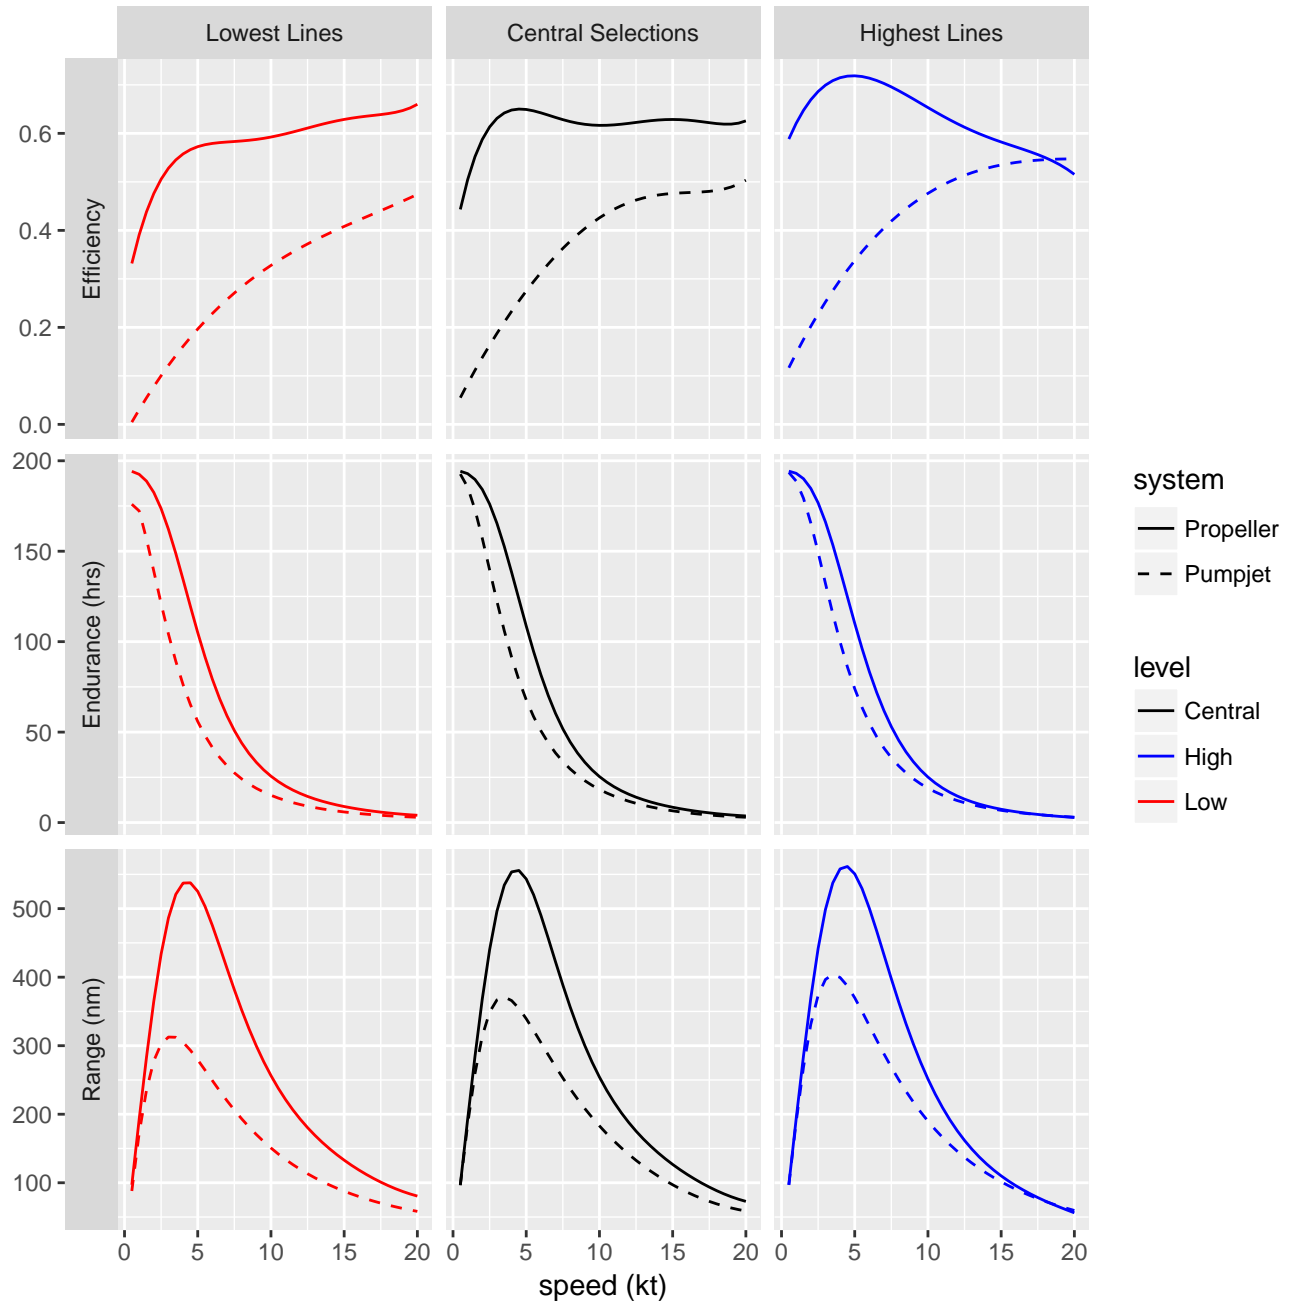 Lowest Lines
Central Selections
Highest Lines
Efficiency
0.6
0.4
0.2
0.0
Endurance (hrs)
200
150
100
50
0
Range (nm)
500
400
300
200
100
0 5 10 15 20
0 5 10 15 20
0 5 10 15 20
speed (kt)
system
Propeller
Pumpjet
level
Central
High
Low